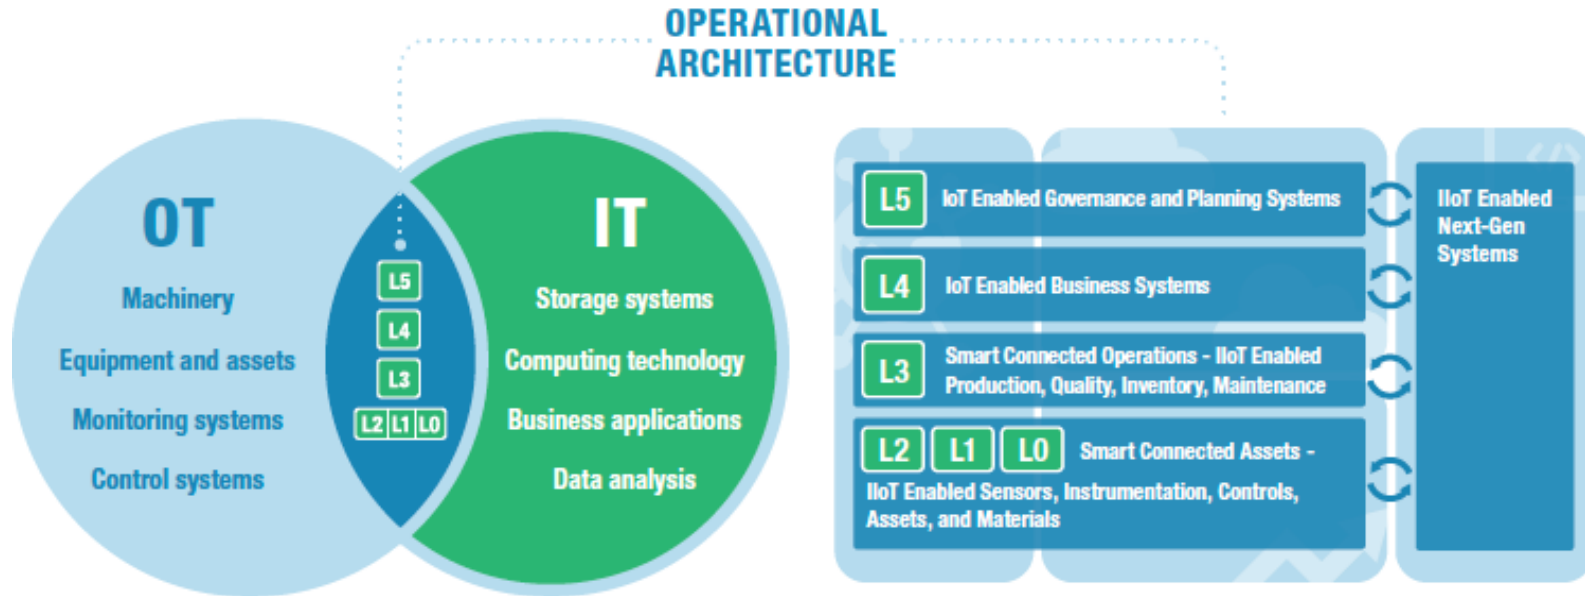 OPERATIONAL
ARCHITECTURE
OT
Machinery
Equipment and assets
Monitoring systems
Control systems
L5
L4
L3
L2 L1 L0
IT
Storage systems
Computing technology
Business applications
Data analysis
L5 IoT Enabled Governance and Planning Systems
L4 IoT Enabled Business Systems
L3 Smart Connected Operations - IIoT Enabled
Production, Quality, Inventory, Maintenance
L2 L1 L0 Smart Connected Assets -
IIoT Enabled Sensors, Instrumentation, Controls,
Assets, and Materials
IIoT Enabled
Next-Gen
Systems